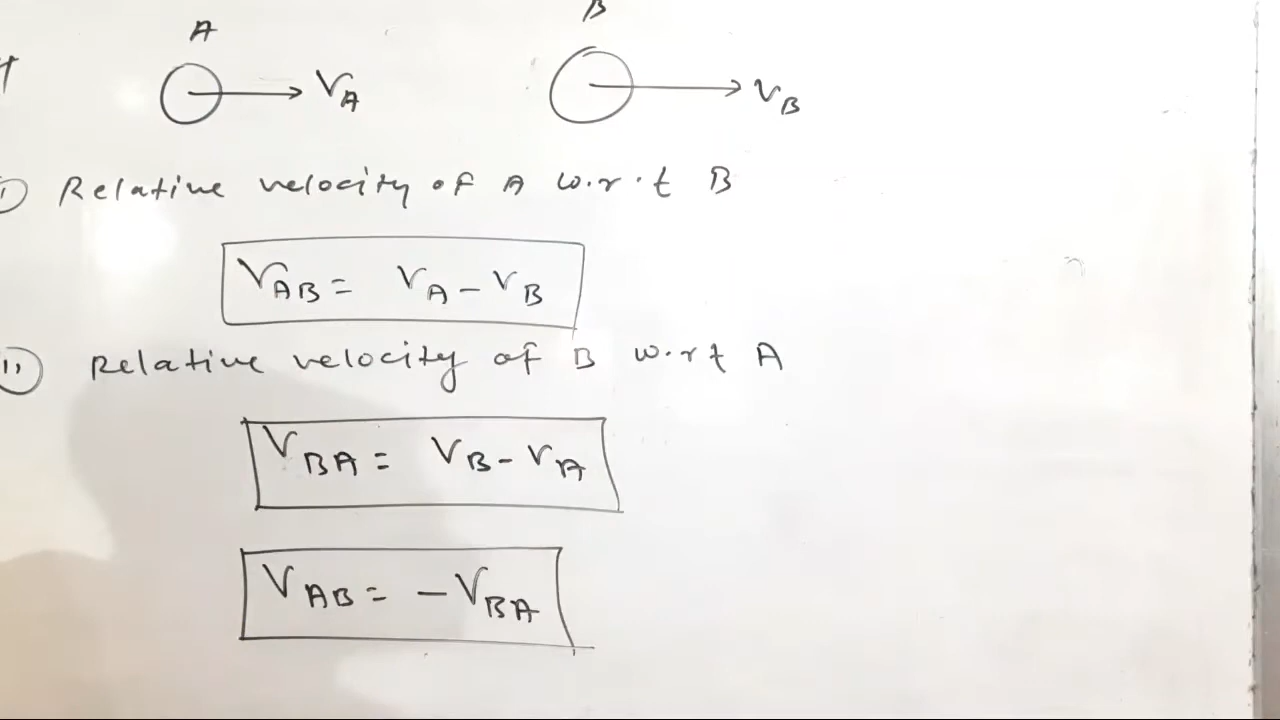 A B
V_A V_B
Relative velocity of A w.r.t B
V_AB = V_A - V_B
Relative velocity of B w.r.t A
V_BA = V_B - V_A
V_AB = - V_BA